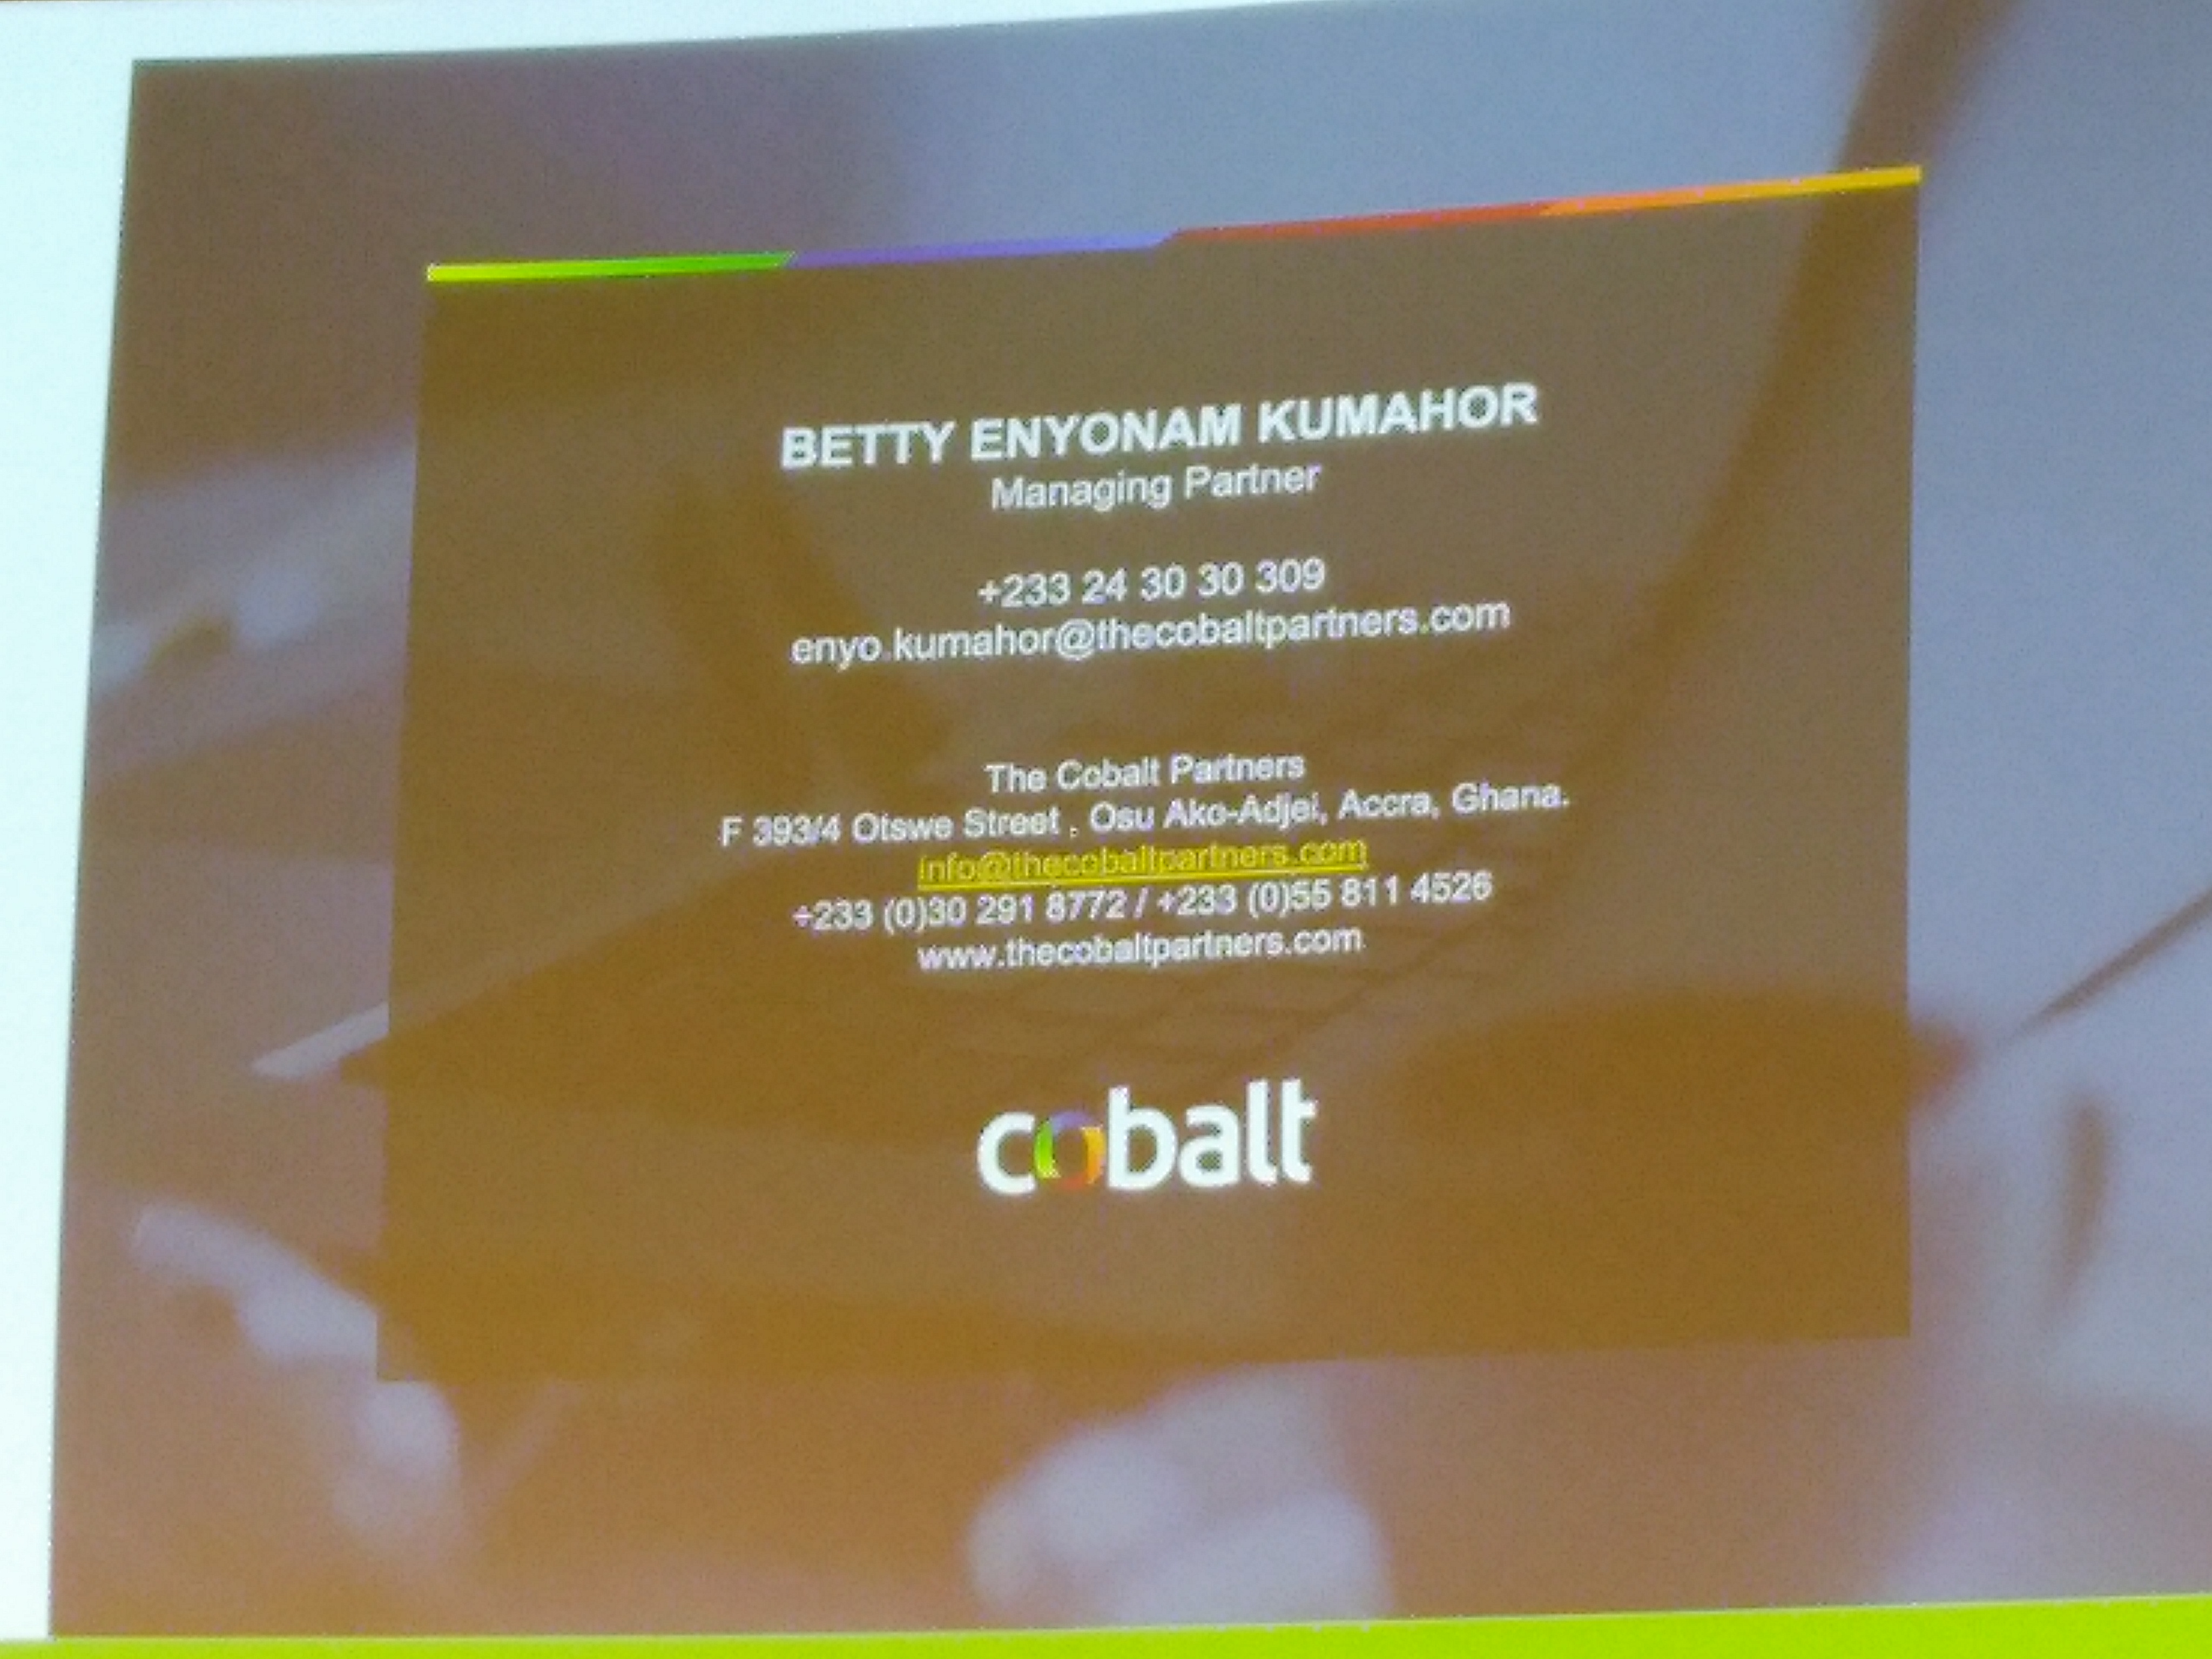 BETTY ENYONAM KUMAHOR
Managing Partner
+233 24 30 30 309
enyo.kumahor@thecobaltpartners.com
The Cobalt Partners
F 393/4 Otswe Street , Osu Ako-Adjei, Accra, Ghana.
info@thecobaltpartners.com
+233 (0)30 291 8772 / +233 (0)55 811 4526
www.thecobaltpartners.com
cobalt